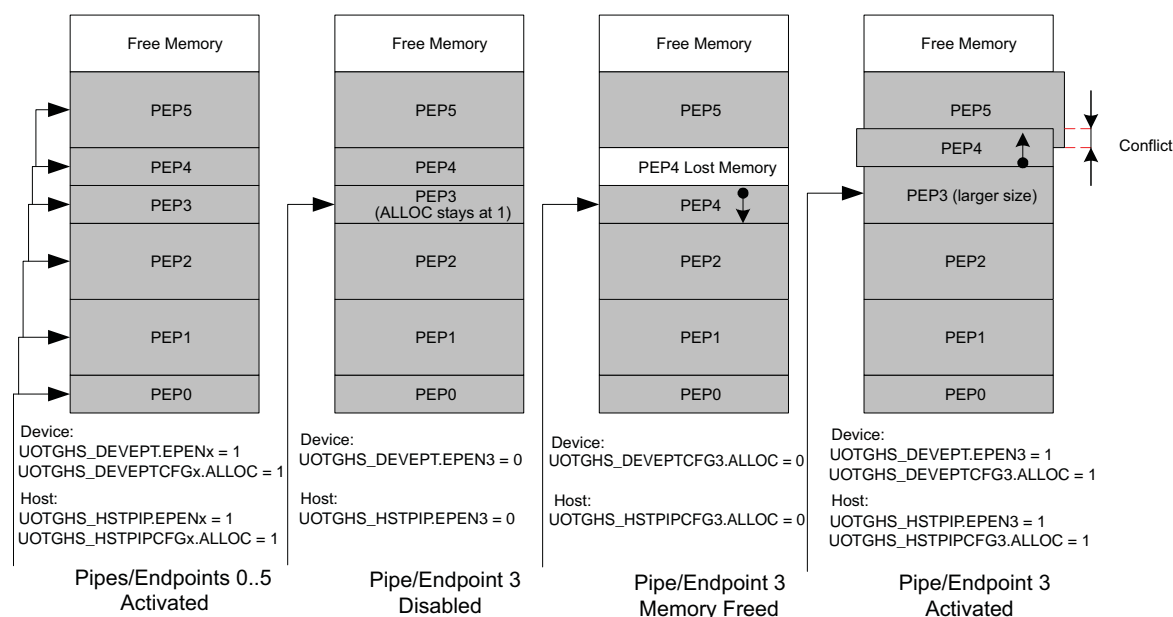 Free Memory
PEP5
PEP4
PEP3
PEP2
PEP1
PEP0
Device:
UOTGHS_DEVEPT.EPENx = 1
UOTGHS_DEVEPTCFGx.ALLOC = 1
Host:
UOTGHS_HSTPIP.EPENx = 1
UOTGHS_HSTPIPCFGx.ALLOC = 1
Pipes/Endpoints 0..5
Activated
Free Memory
PEP5
PEP4
PEP3
(ALLOC stays at 1)
PEP2
PEP1
PEP0
Device:
UOTGHS_DEVEPT.EPEN3 = 0
Host:
UOTGHS_HSTPIP.EPEN3 = 0
Pipe/Endpoint 3
Disabled
Free Memory
PEP5
PEP4 Lost Memory
PEP4
PEP2
PEP1
PEP0
Device:
UOTGHS_DEVEPTCFG3.ALLOC = 0
Host:
UOTGHS_HSTPIPCFG3.ALLOC = 0
Pipe/Endpoint 3
Memory Freed
Free Memory
PEP5
PEP4
Conflict
PEP3 (larger size)
PEP2
PEP1
PEP0
Device:
UOTGHS_DEVEPT.EPEN3 = 1
UOTGHS_DEVEPTCFG3.ALLOC = 1
Host:
UOTGHS_HSTPIP.EPEN3 = 1
UOTGHS_HSTPIPCFG3.ALLOC = 1
Pipe/Endpoint 3
Activated